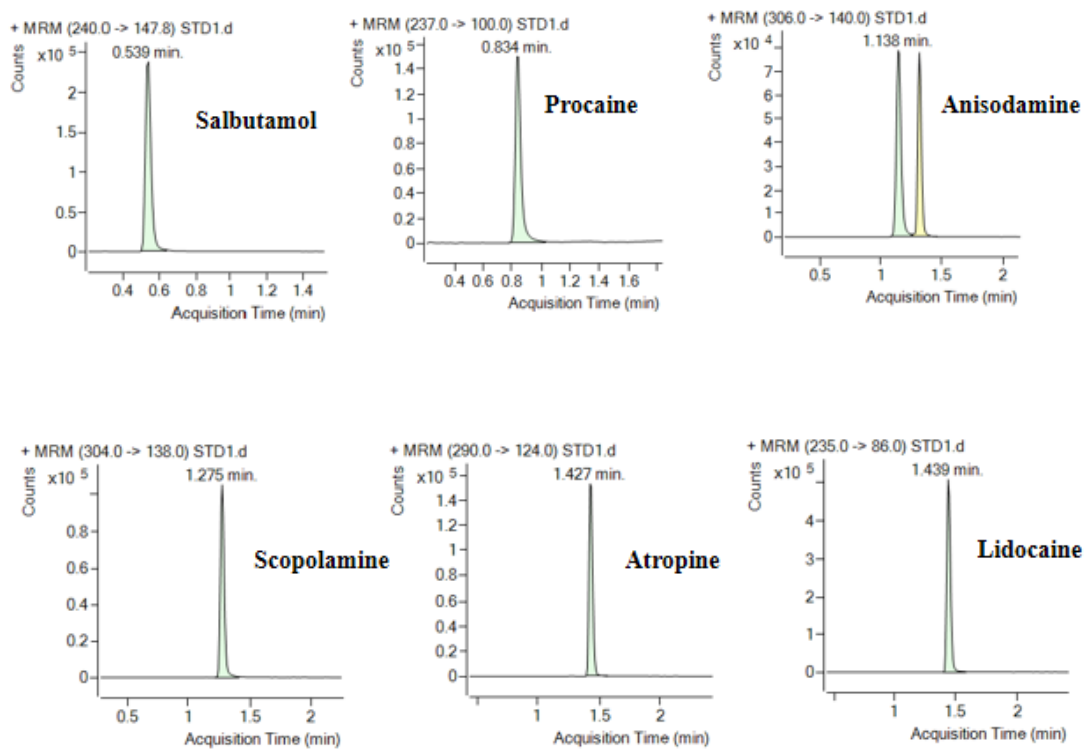 + MRM (240.0 -> 147.8) STD1.d
x10 5
0.539 min.
Counts
2
1.5
1
0.5
0
Salbutamol
0.4 0.6 0.8 1 1.2 1.4
Acquisition Time (min)
+ MRM (237.0 -> 100.0) STD1.d
x10 5
0.834 min.
Counts
1.4
1.2
1
0.8
0.6
0.4
0.2
0
Procaine
0.4 0.6 0.8 1 1.2 1.4 1.6
Acquisition Time (min)
+ MRM (306.0 -> 140.0) STD1.d
x10 4
1.138 min.
Counts
7
6
5
4
3
2
1
0
Anisodamine
0.5 1 1.5 2
Acquisition Time (min)
+ MRM (304.0 -> 138.0) STD1.d
x10 5
1.275 min.
Counts
0.8
0.6
0.4
0.2
0
Scopolamine
0.5 1 1.5 2
Acquisition Time (min)
+ MRM (290.0 -> 124.0) STD1.d
x10 5
1.427 min.
Counts
1.4
1.2
1
0.8
0.6
0.4
0.2
0
Atropine
1 1.5 2
Acquisition Time (min)
+ MRM (235.0 -> 86.0) STD1.d
x10 5
1.439 min.
Counts
4
3
2
1
0
Lidocaine
1 1.5 2
Acquisition Time (min)